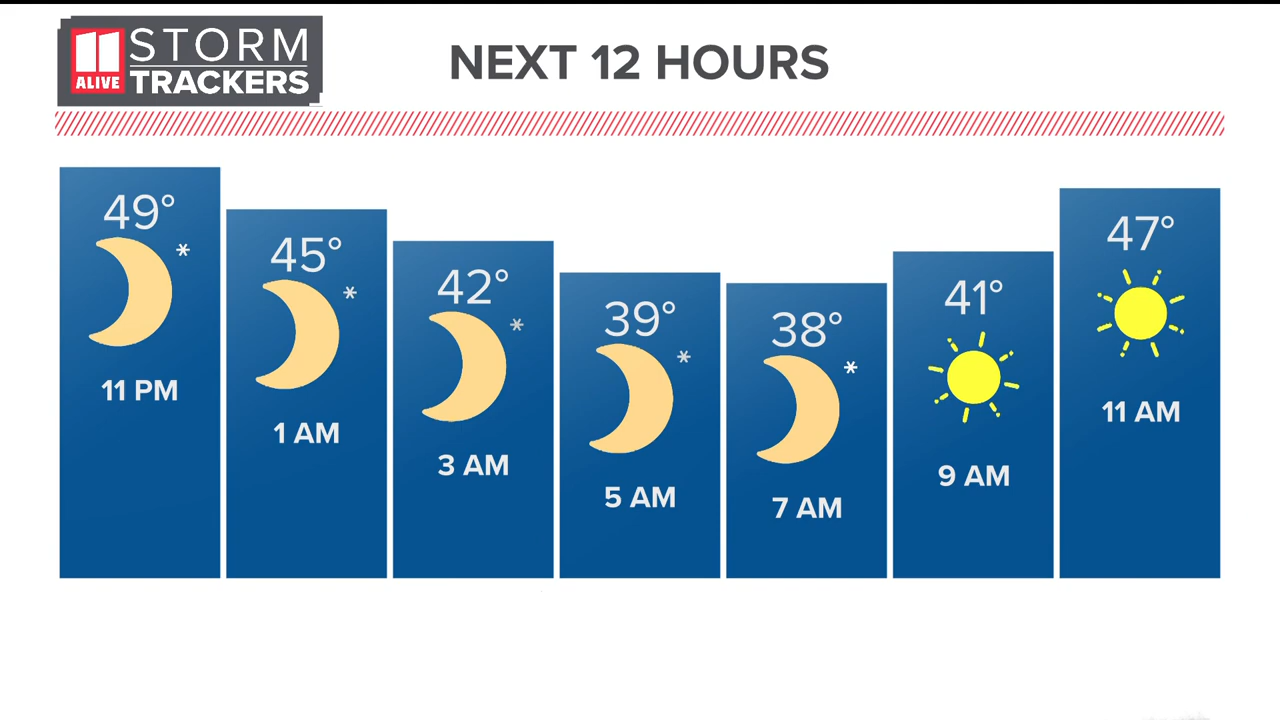 STORM
ALIVE TRACKERS
NEXT 12 HOURS
49°
11 PM
45°
1 AM
42°
3 AM
39°
5 AM
38°
7 AM
41°
9 AM
47°
11 AM